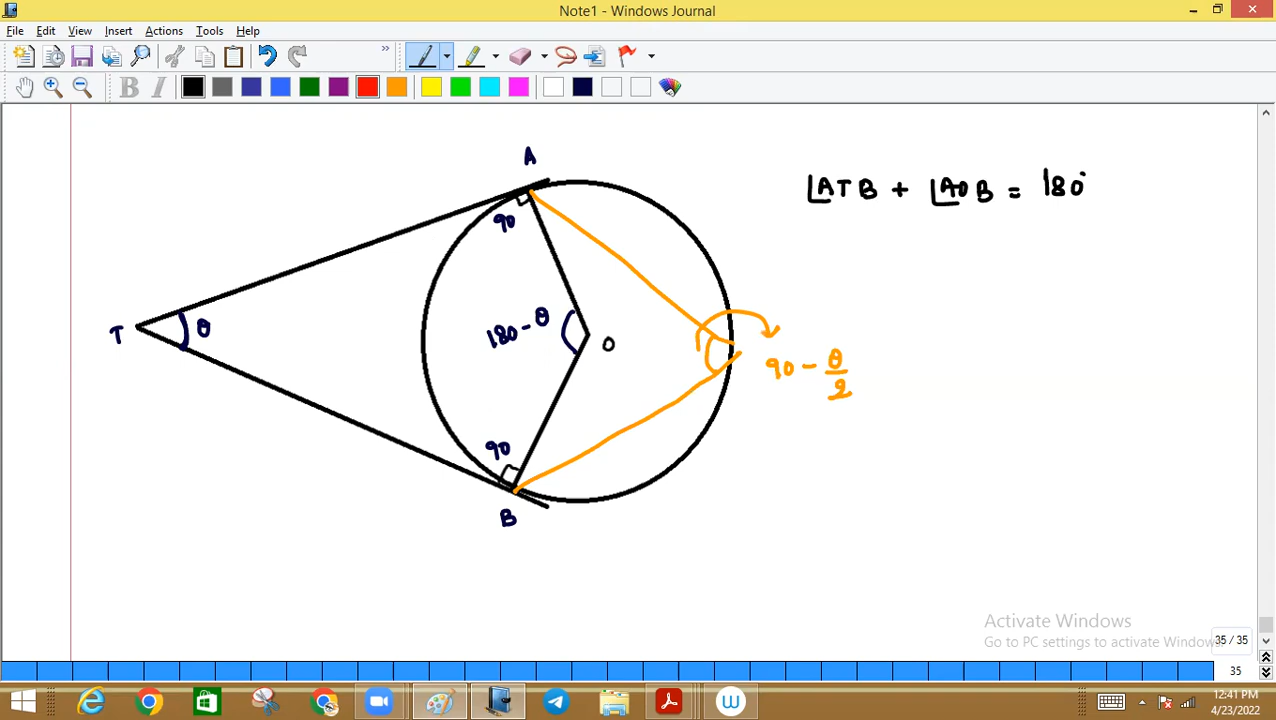 Note1 - Windows Journal
File Edit View Insert Actions Tools Help
A
∠ATB + ∠AOB = 180°
90
T
θ
180 - θ
O
90 - θ/2
90
B
Activate Windows
Go to PC settings to activate Windows.
35 / 35
35
12:41 PM
4/23/2022